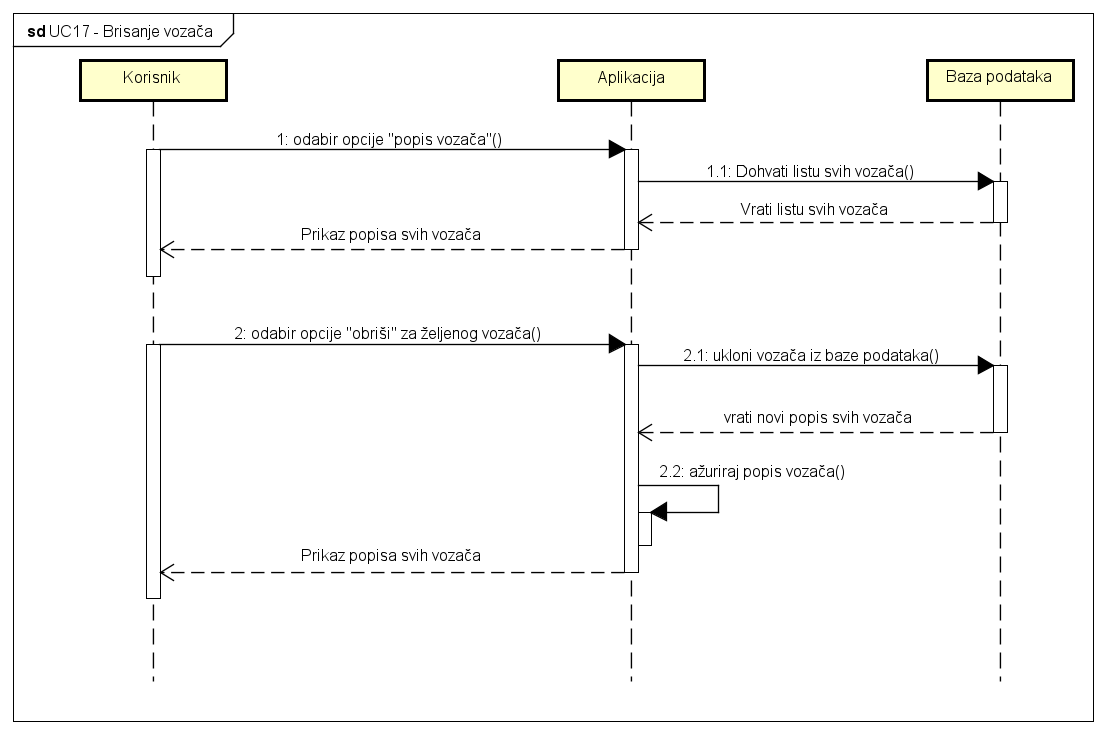 sd UC17 - Brisanje vozača
Korisnik
Aplikacija
Baza podataka
1: odabir opcije "popis vozača"()
1.1: Dohvati listu svih vozača()
Vrati listu svih vozača
Prikaz popisa svih vozača
2: odabir opcije "obriši" za željenog vozača()
2.1: ukloni vozača iz baze podataka()
vrati novi popis svih vozača
2.2: ažuriraj popis vozača()
Prikaz popisa svih vozača